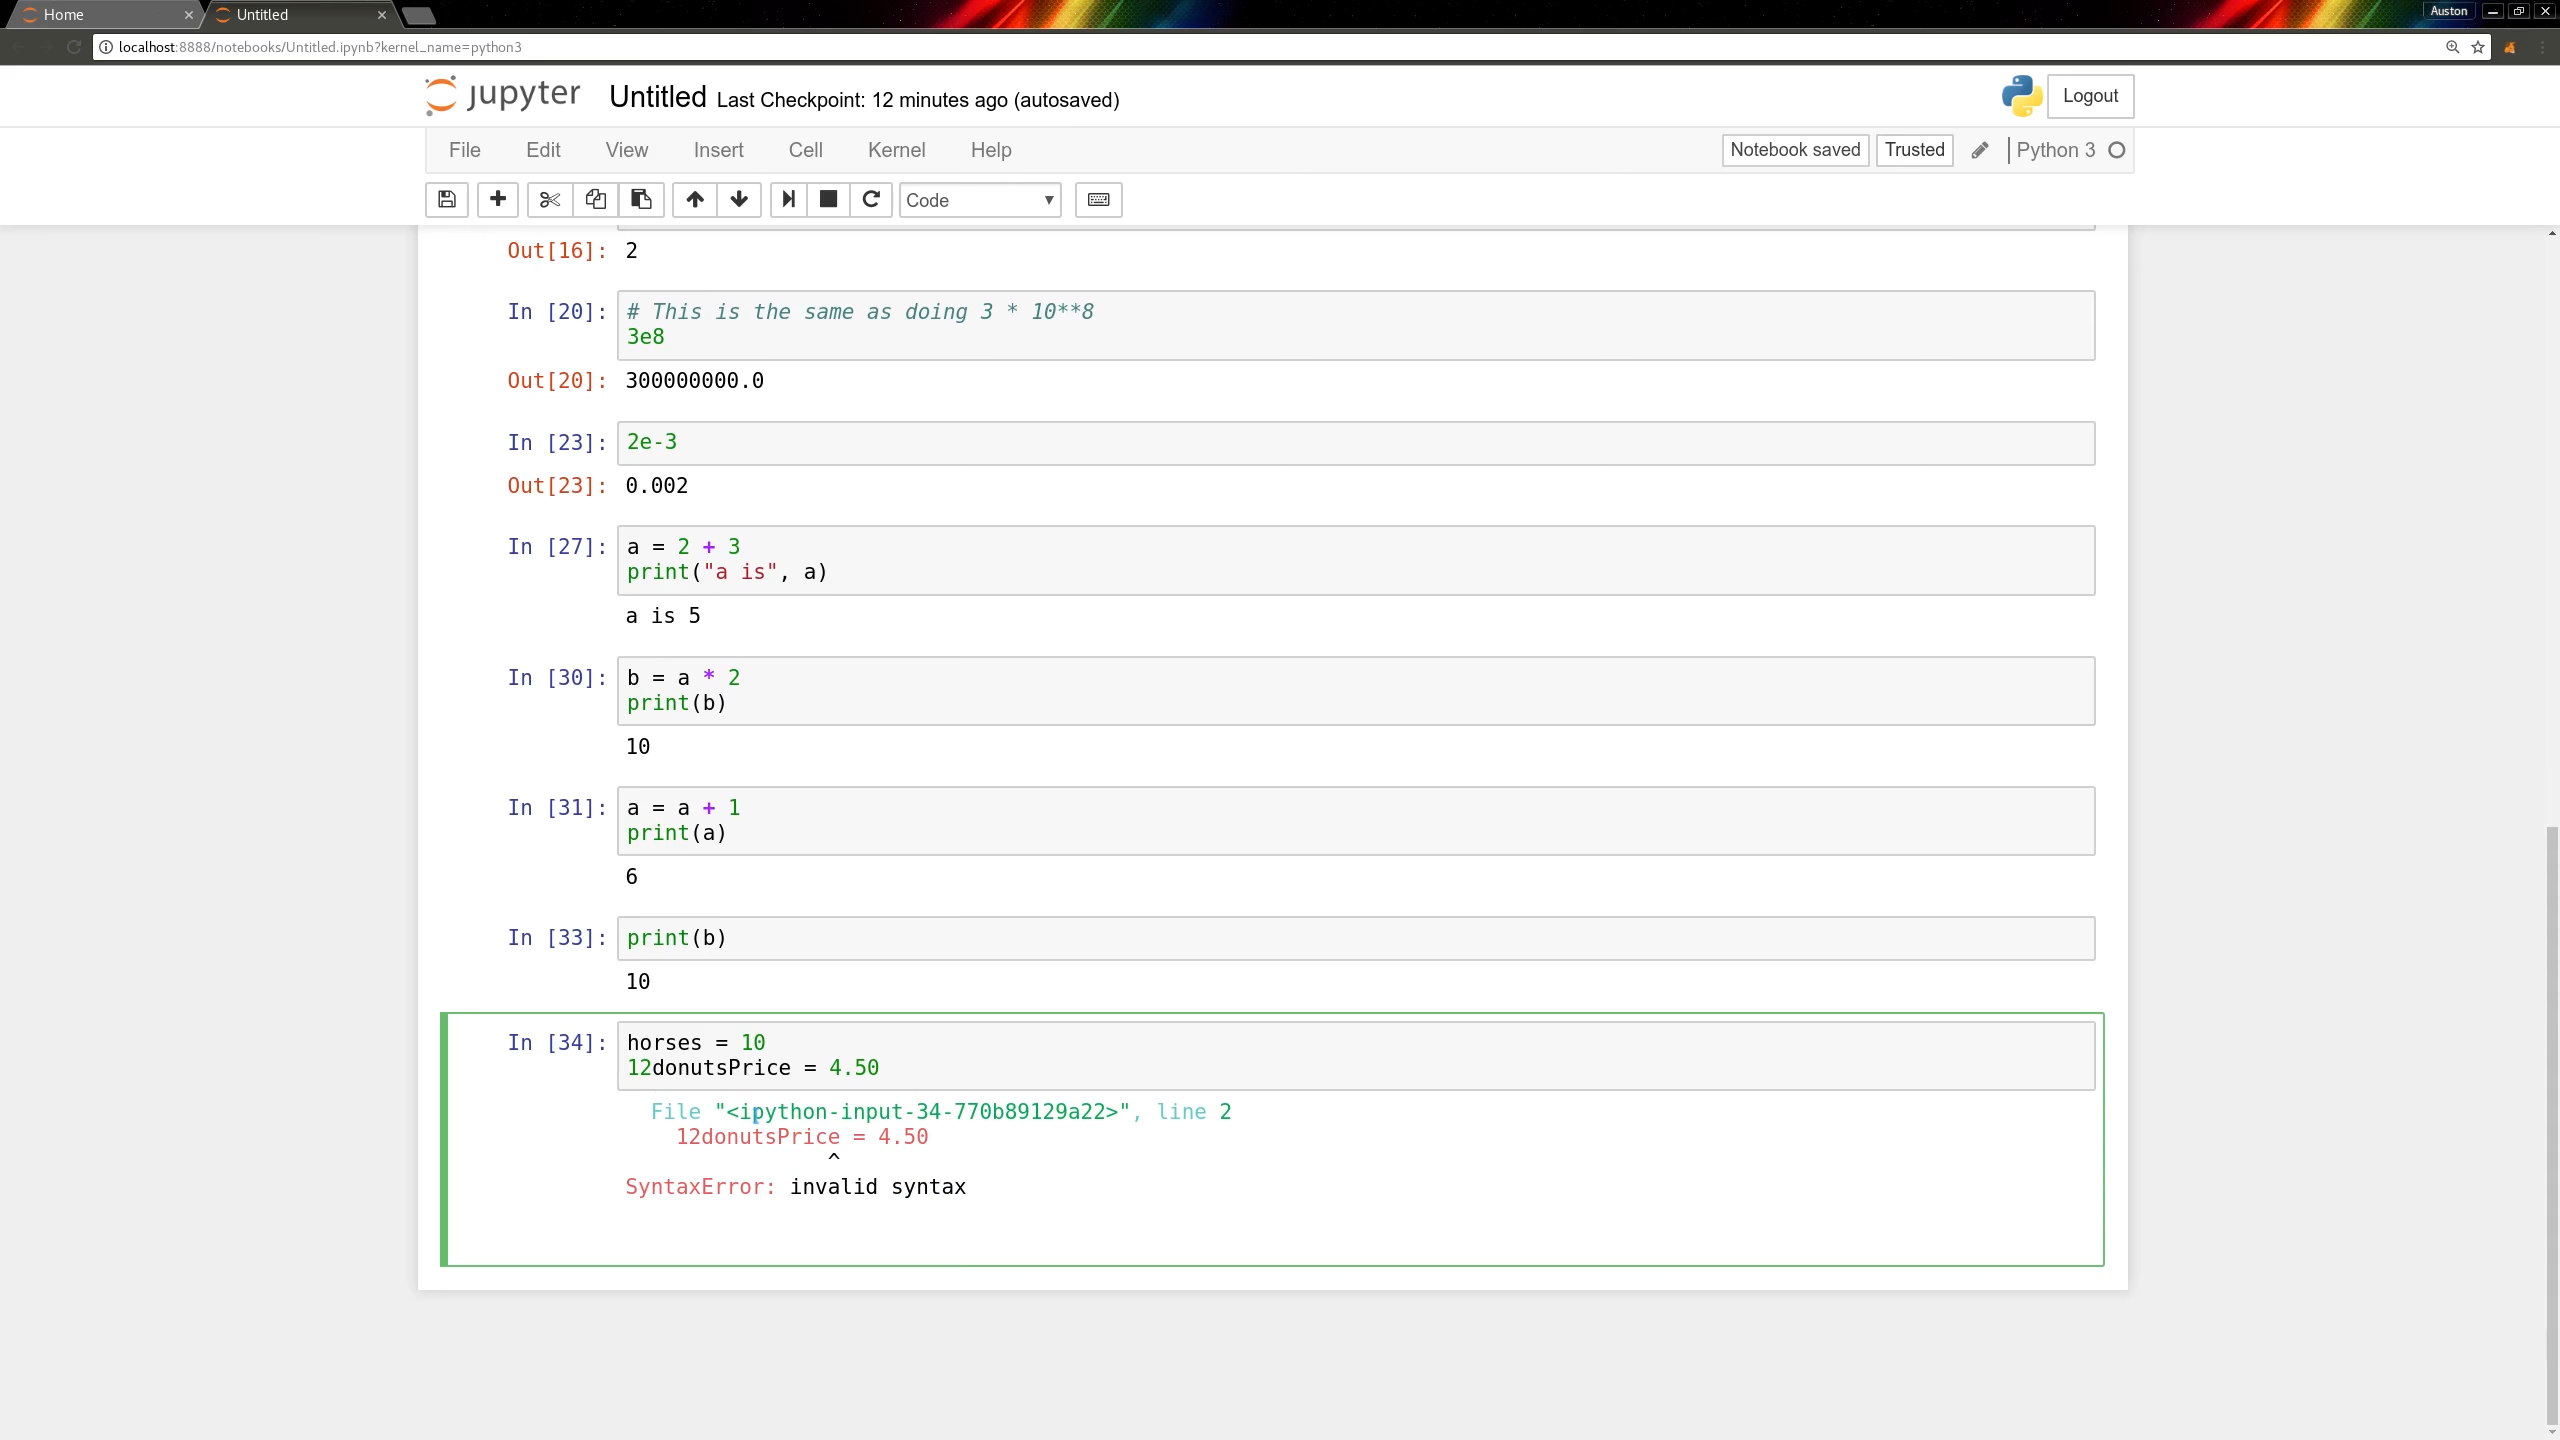 Home
Untitled
Auston
localhost:8888/notebooks/Untitled.ipynb?kernel_name=python3
jupyter Untitled Last Checkpoint: 12 minutes ago (autosaved)
Logout
File Edit View Insert Cell Kernel Help
Notebook saved Trusted Python 3
Code
Out[16]: 2
In [20]: # This is the same as doing 3 * 10**8
3e8
Out[20]: 300000000.0
In [23]: 2e-3
Out[23]: 0.002
In [27]: a = 2 + 3
print("a is", a)
a is 5
In [30]: b = a * 2
print(b)
10
In [31]: a = a + 1
print(a)
6
In [33]: print(b)
10
In [34]: horses = 10
12donutsPrice = 4.50
File "<ipython-input-34-770b89129a22>", line 2
12donutsPrice = 4.50
^
SyntaxError: invalid syntax